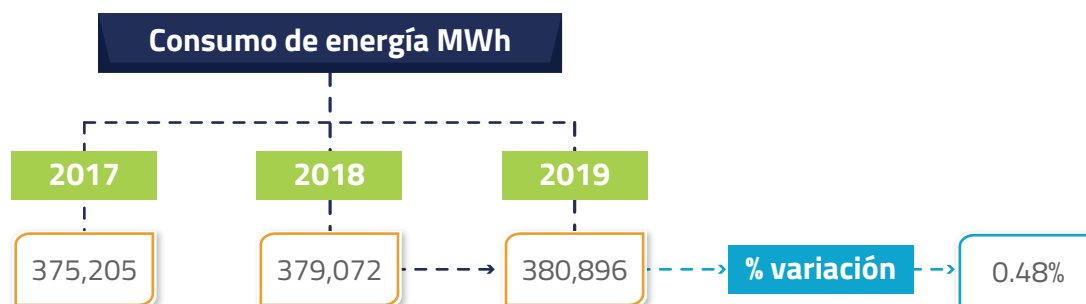 Consumo de energía MWh
2017 2018 2019
375,205 379,072 380,896 % variación 0.48%